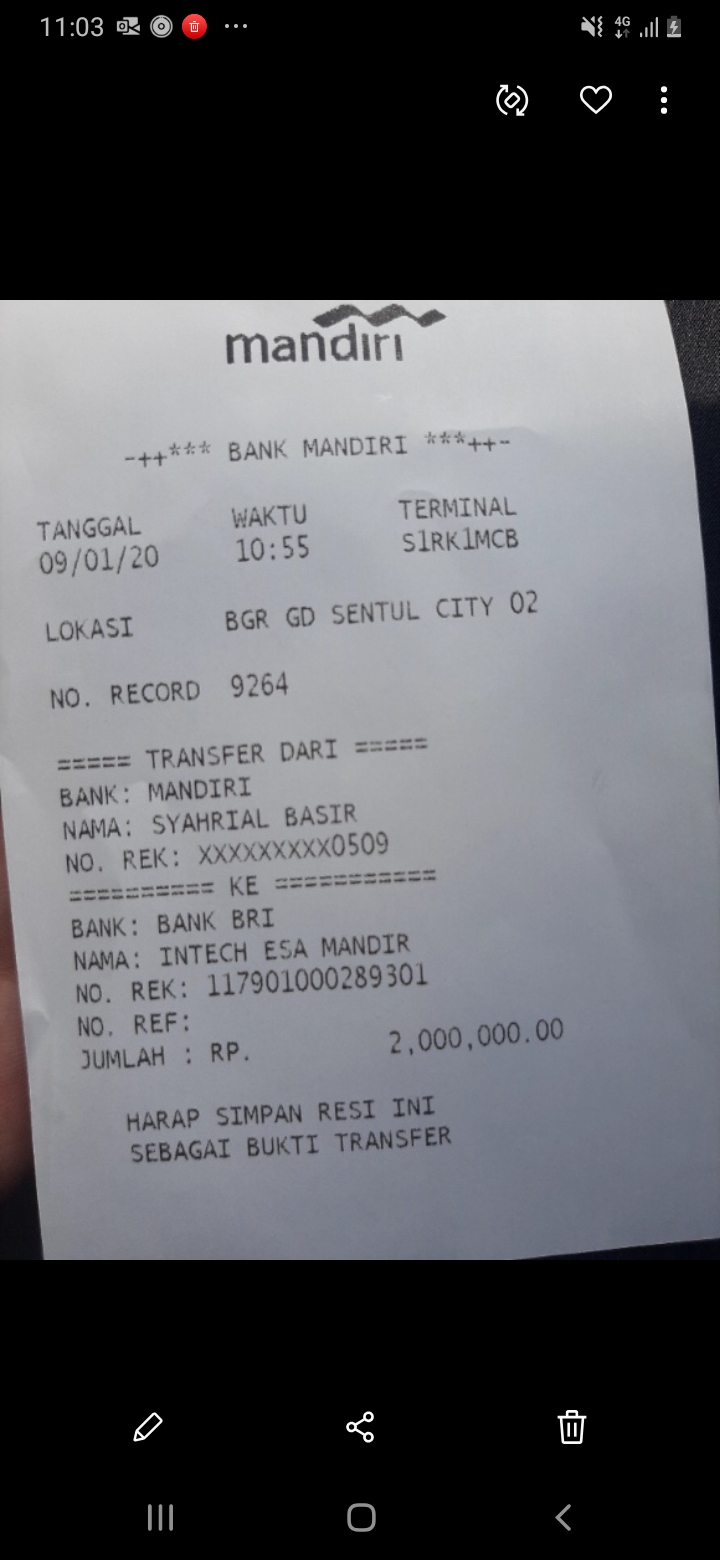 11:03
4G
mandiri
-++*** BANK MANDIRI ***++-
TANGGAL WAKTU TERMINAL
09/01/20 10:55 S1RK1MCB
LOKASI BGR GD SENTUL CITY 02
NO. RECORD 9264
===== TRANSFER DARI =====
BANK: MANDIRI
NAMA: SYAHRIAL BASIR
NO. REK: XXXXXXXXX0509
========== KE ===========
BANK: BANK BRI
NAMA: INTECH ESA MANDIR
NO. REK: 117901000289301
NO. REF:
JUMLAH : RP. 2,000,000.00
HARAP SIMPAN RESI INI
SEBAGAI BUKTI TRANSFER